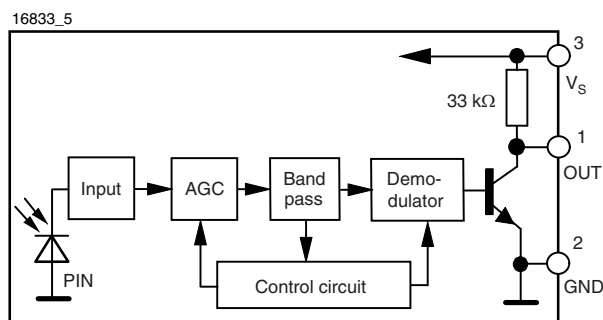 16833_5
3
V_S
33 kΩ
1
OUT
Input
AGC
Band
pass
Demo-
dulator
2
GND
PIN
Control circuit